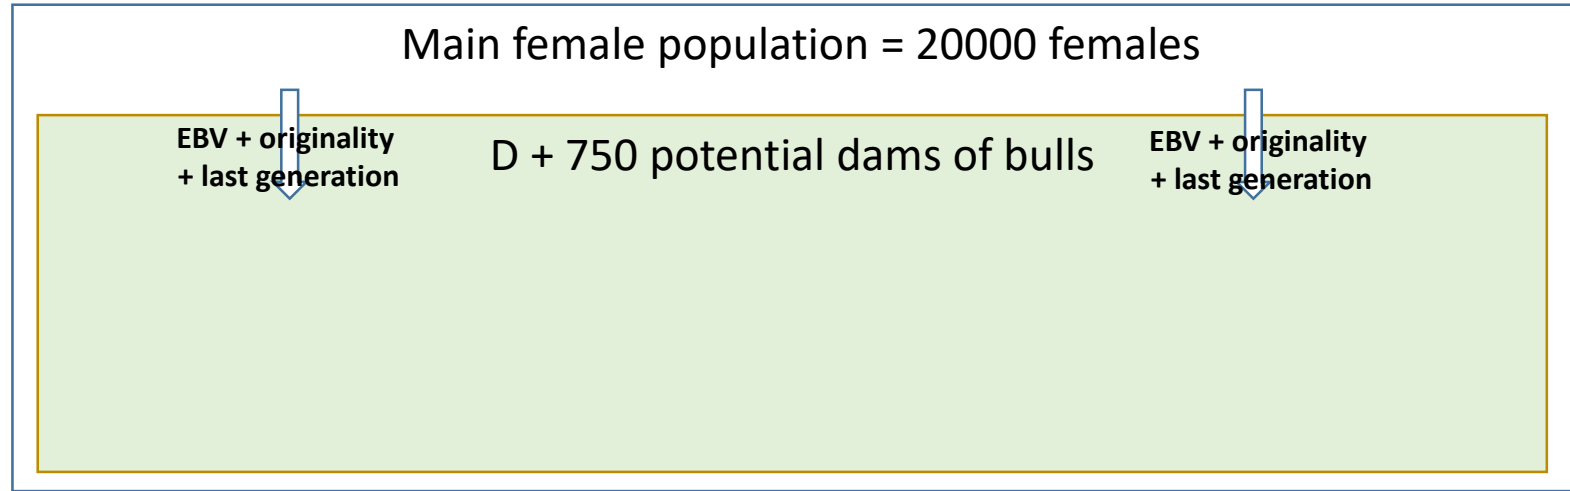 Main female population = 20000 females
EBV + originality
+ last generation
D + 750 potential dams of bulls
EBV + originality
+ last generation